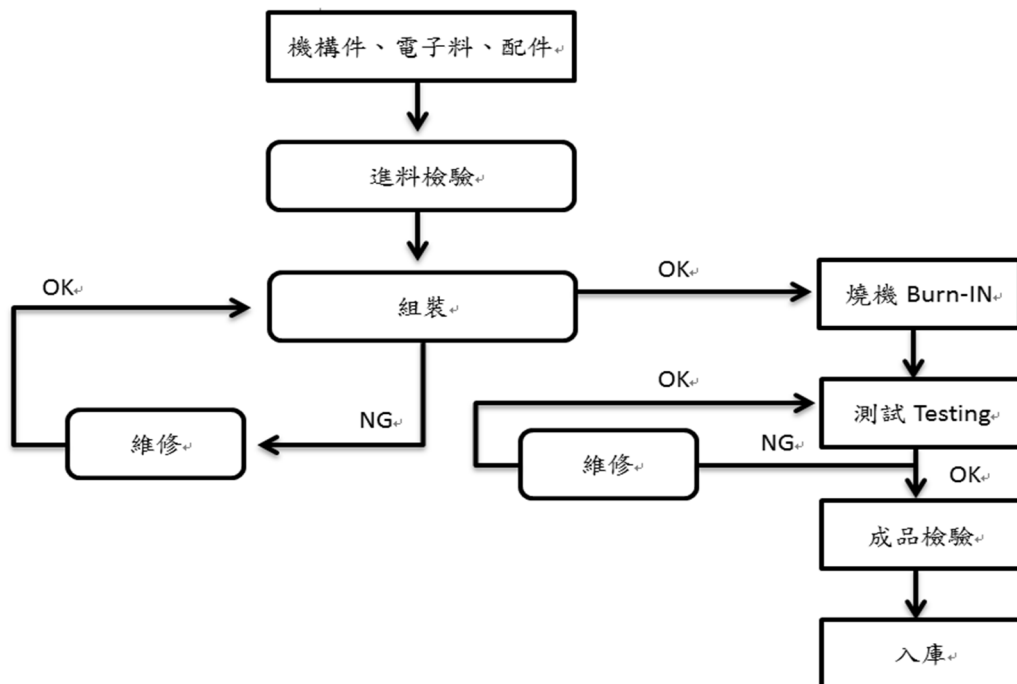 機構件、電子料、配件
進料檢驗
組裝
OK
OK
NG
維修
燒機 Burn-IN
測試 Testing
OK
NG
維修
OK
成品檢驗
入庫